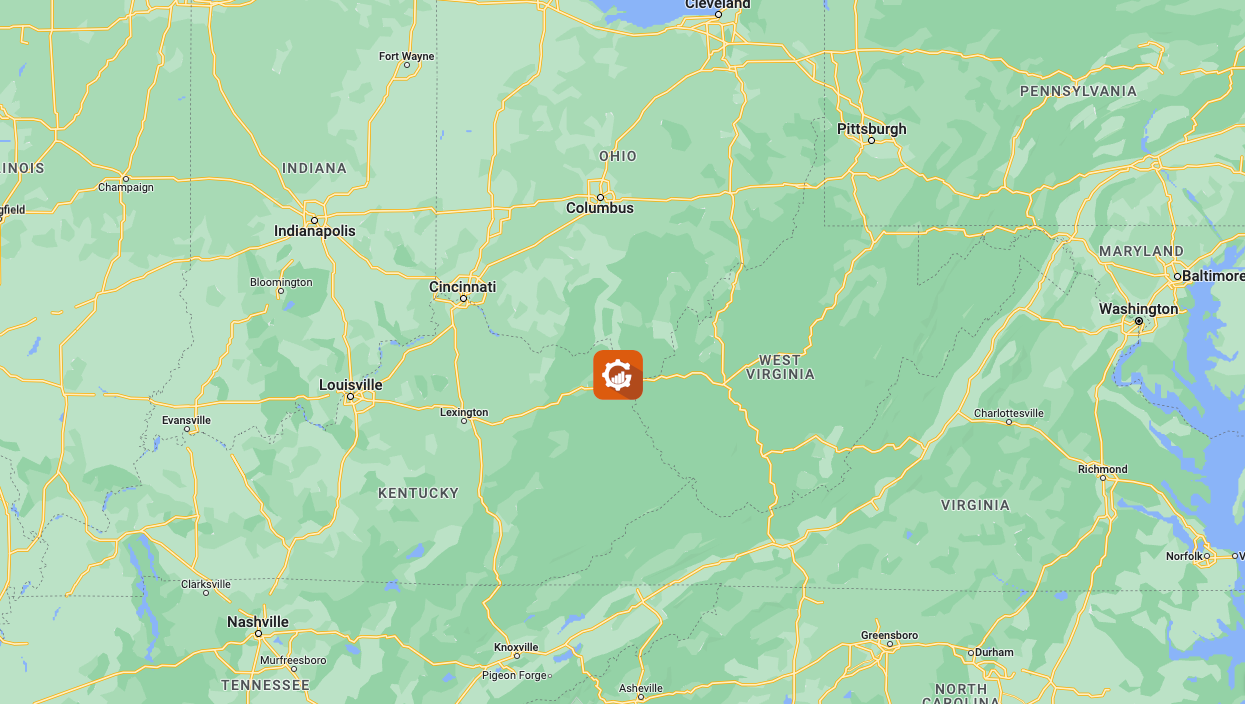 Cleveland
Fort Wayne
PENNSYLVANIA
Pittsburgh
OHIO
INDIANA
INOIS
Champaign
Columbus
gfield
Indianapolis
MARYLAND
Baltimore
Bloomington
Cincinnati
Washington
WEST
VIRGINIA
Louisville
Lexington
Charlottesville
Evansville
Richmond
KENTUCKY
VIRGINIA
Norfolk
V
Clarksville
Nashville
Greensboro
Knoxville
Durham
Murfreesboro
Pigeon Forge
TENNESSEE
Asheville
NORTH
CAROLINA